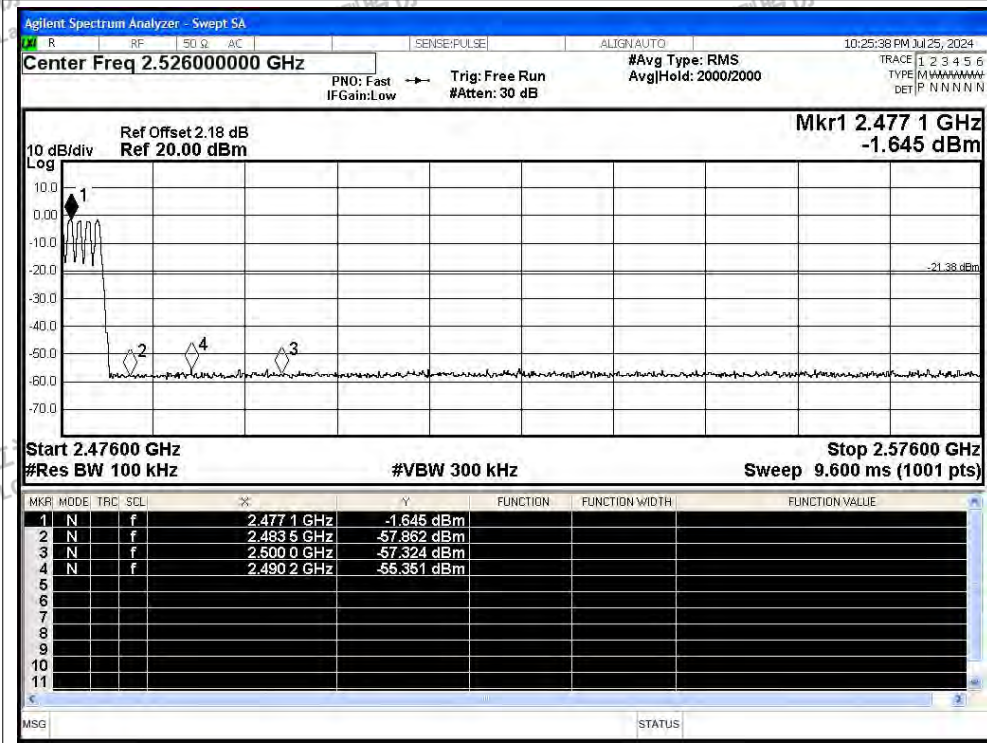 Agilent Spectrum Analyzer - Swept SA
LXI R RF 50 Ω AC SENSE:PULSE ALIGNAUTO 10:25:38 PM Jul 25, 2024
Center Freq 2.526000000 GHz
PNO: Fast
IFGain:Low
Trig: Free Run
#Atten: 30 dB
#Avg Type: RMS
Avg|Hold: 2000/2000
TRACE 1 2 3 4 5 6
TYPE MWWWWW
DET P N N N N N
Ref Offset 2.18 dB
10 dB/div Ref 20.00 dBm
Log
Mkr1 2.477 1 GHz
-1.645 dBm
10.0
0.00
-10.0
-20.0
-30.0
-40.0
-50.0
-60.0
-70.0
1
2
4
3
-21.38 dBm
Start 2.47600 GHz Stop 2.57600 GHz
#Res BW 100 kHz #VBW 300 kHz Sweep 9.600 ms (1001 pts)
MKR MODE TRC SCL X Y FUNCTION FUNCTION WIDTH FUNCTION VALUE
1 N f 2.477 1 GHz -1.645 dBm
2 N f 2.483 5 GHz -57.862 dBm
3 N f 2.500 0 GHz -57.324 dBm
4 N f 2.490 2 GHz -55.351 dBm
5
6
7
8
9
10
11
MSG STATUS